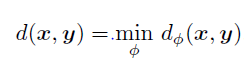 d(x, y) = min_ϕ d_ϕ(x, y)